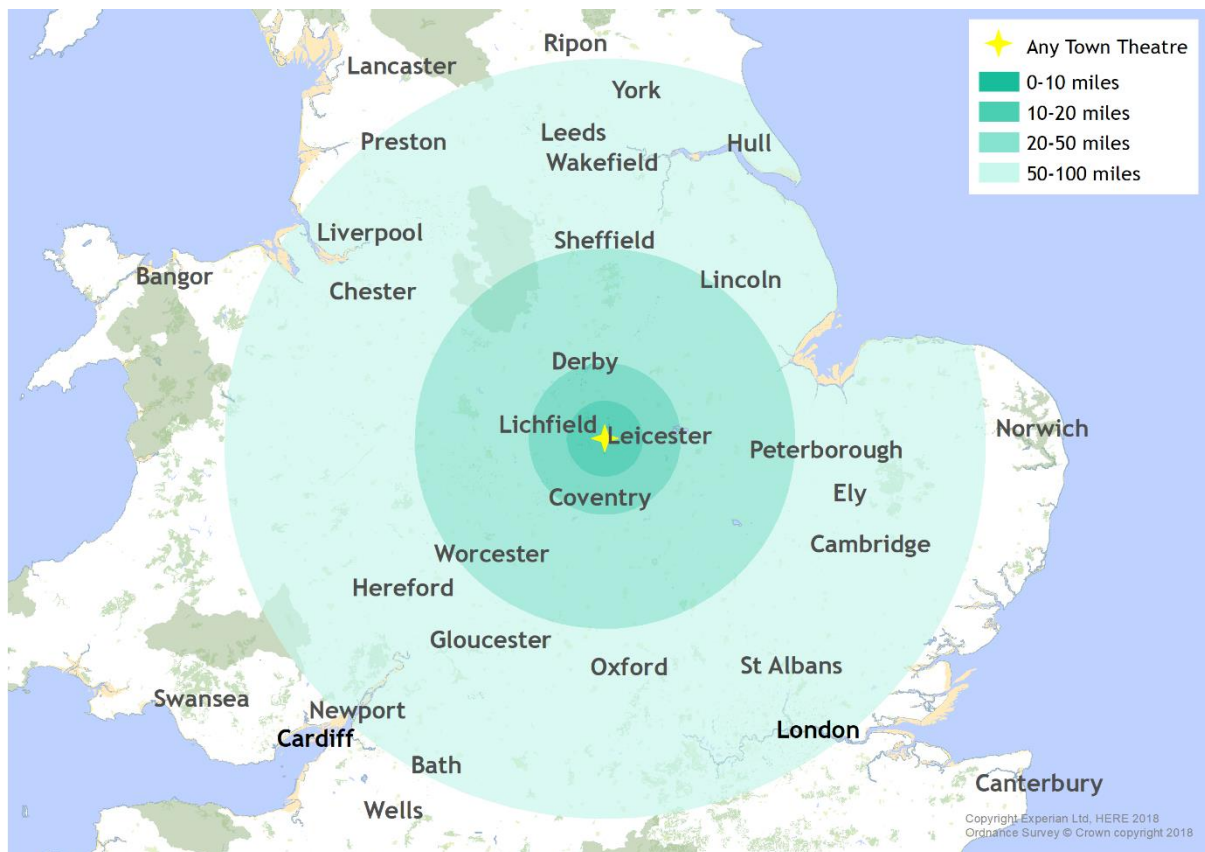 Ripon
Lancaster
York
Leeds
Preston
Hull
Wakefield
Liverpool
Sheffield
Bangor
Lincoln
Chester
Derby
Lichfield
Leicester
Norwich
Peterborough
Ely
Coventry
Cambridge
Worcester
Hereford
Gloucester
Oxford
St Albans
Swansea
Newport
Cardiff
London
Bath
Canterbury
Wells
Any Town Theatre
0-10 miles
10-20 miles
20-50 miles
50-100 miles
Copyright Experian Ltd, HERE 2018
Ordnance Survey © Crown copyright 2018